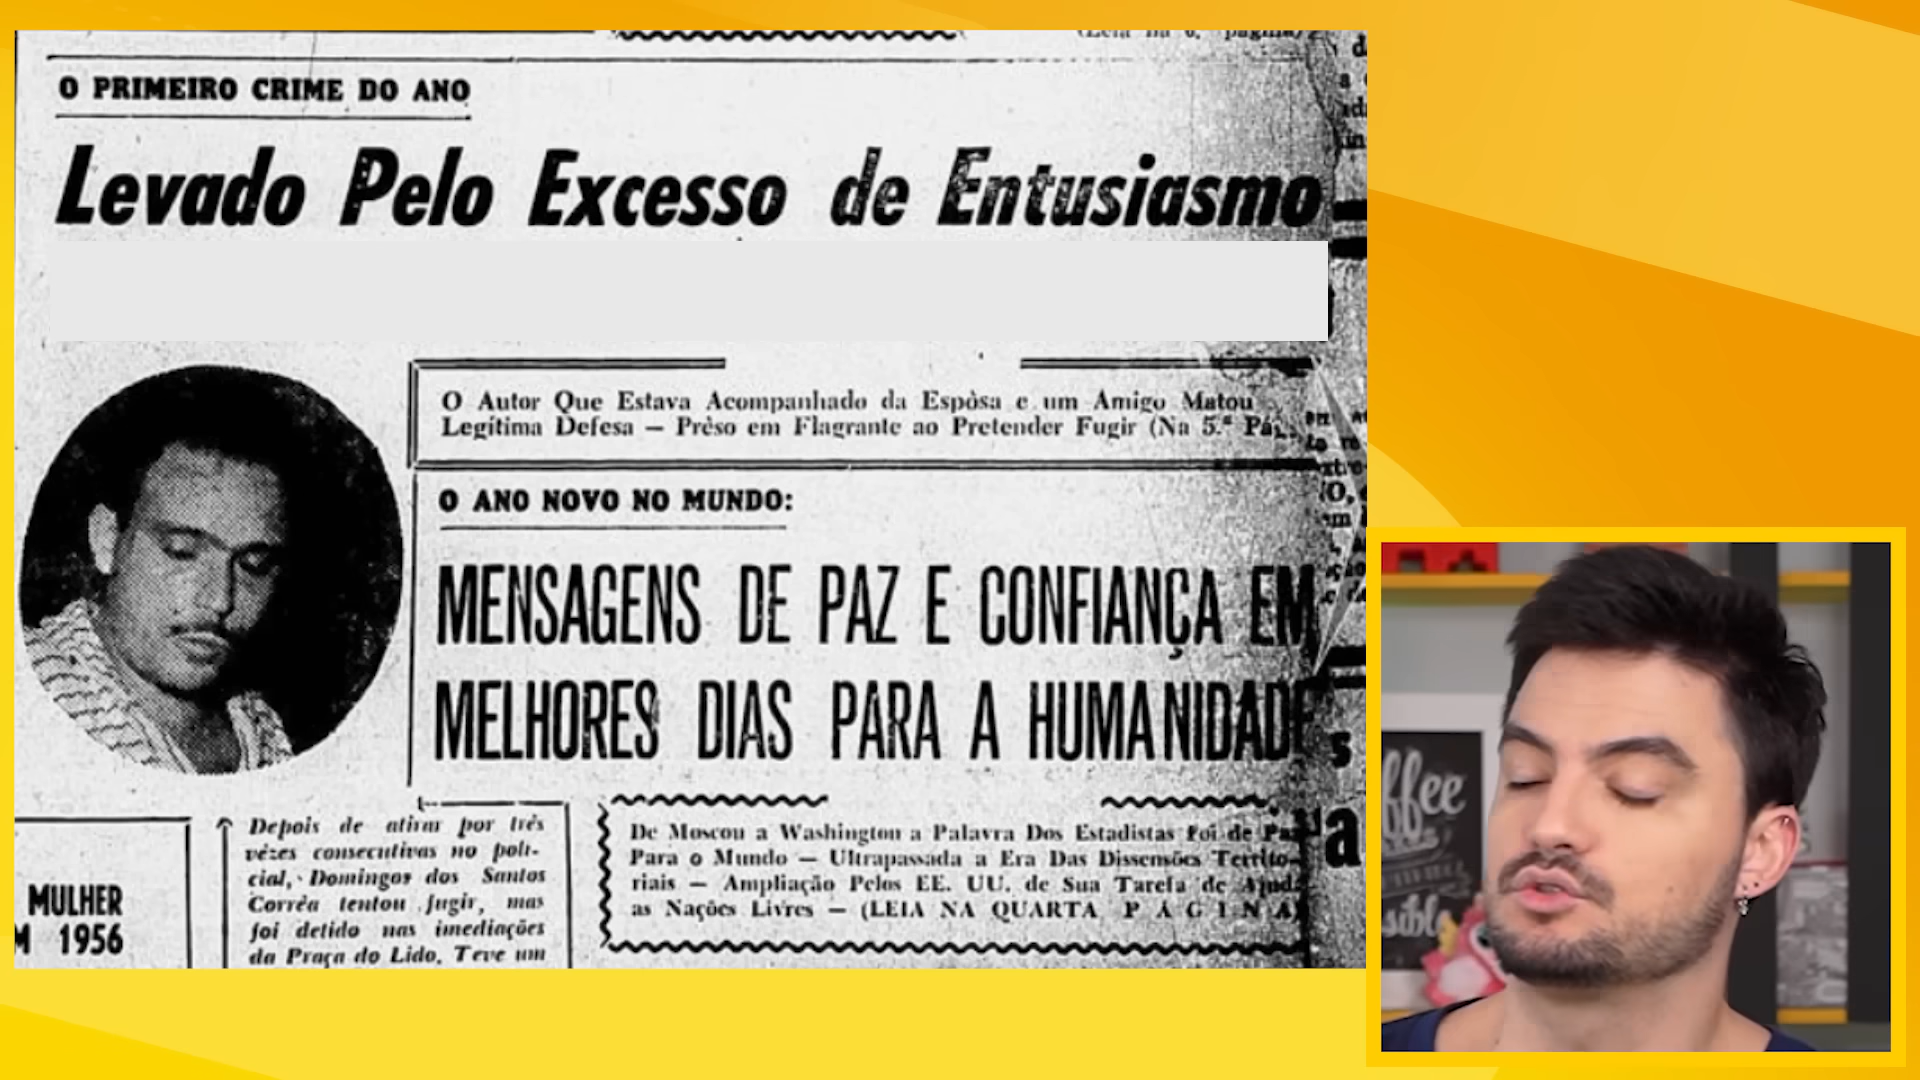 (Leia na 6. página)
O PRIMEIRO CRIME DO ANO
Levado Pelo Excesso de Entusiasmo
O Autor Que Estava Acompanhado da Espôsa e um Amigo Matou
Legítima Defesa — Prêso em Flagrante ao Pretender Fugir (Na 5.ª
O ANO NOVO NO MUNDO:
MENSAGENS DE PAZ E CONFIANÇA EM
MELHORES DIAS PARA A HUMANIDADE
MULHER
1956
Depois de atirar por três
vêzes consecutivas no poli-
cial, Domingos dos Santos
Corrêa tentou fugir, mas
foi detido nas imediações
da Praça do Lido. Teve um
De Moscou a Washington a Palavra Dos Estadistas Foi de
Para o Mundo — Ultrapassada a Era Das Dissensões Territo-
riais — Ampliação Pelos EE. UU. de Sua Tarefa de
as Nações Livres — (LEIA NA QUARTA PÁGINA)